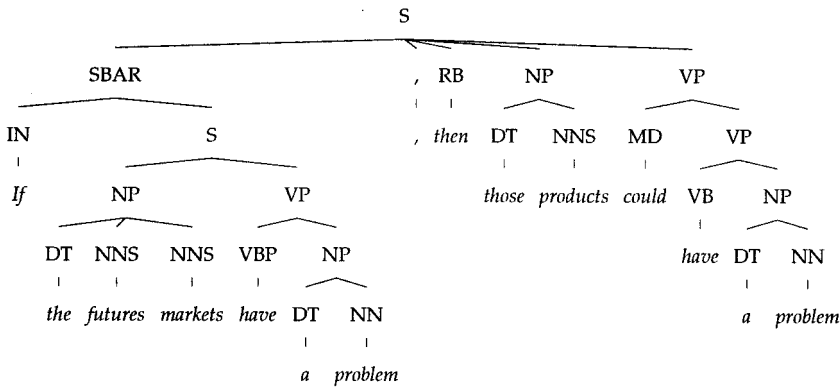 S
SBAR , RB NP VP
IN S , then DT NNS MD VP
If NP VP those products could VB NP
DT NNS NNS VBP NP have DT NN
the futures markets have DT NN a problem
a problem